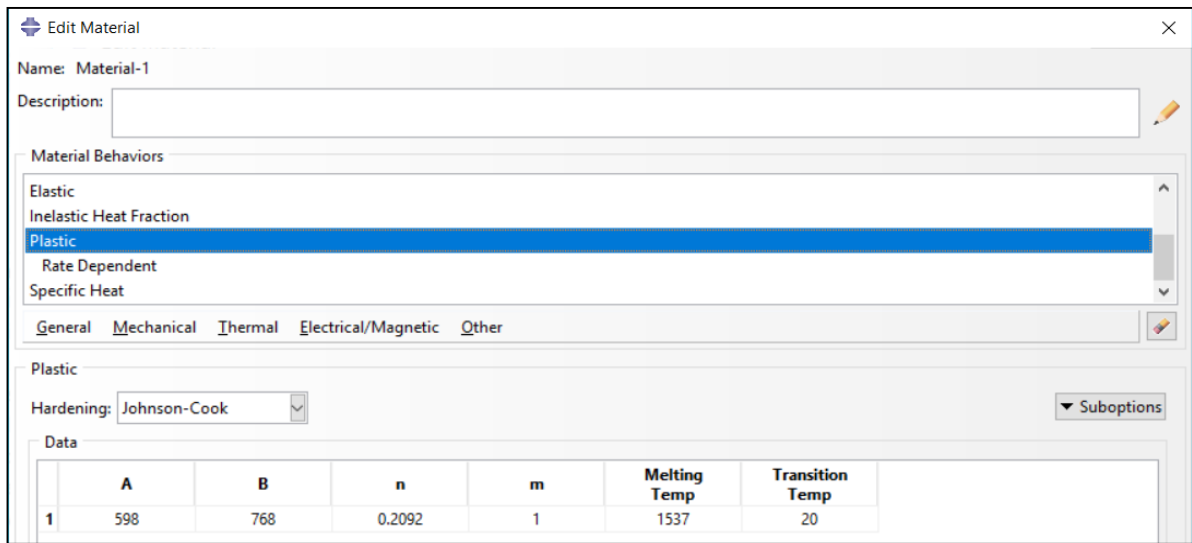 Edit Material
Name: Material-1
Description:
Material Behaviors
Elastic
Inelastic Heat Fraction
Plastic
Rate Dependent
Specific Heat
General Mechanical Thermal Electrical/Magnetic Other
Plastic
Hardening: Johnson-Cook Suboptions
Data
A B n m Melting Temp Transition Temp
1 598 768 0.2092 1 1537 20